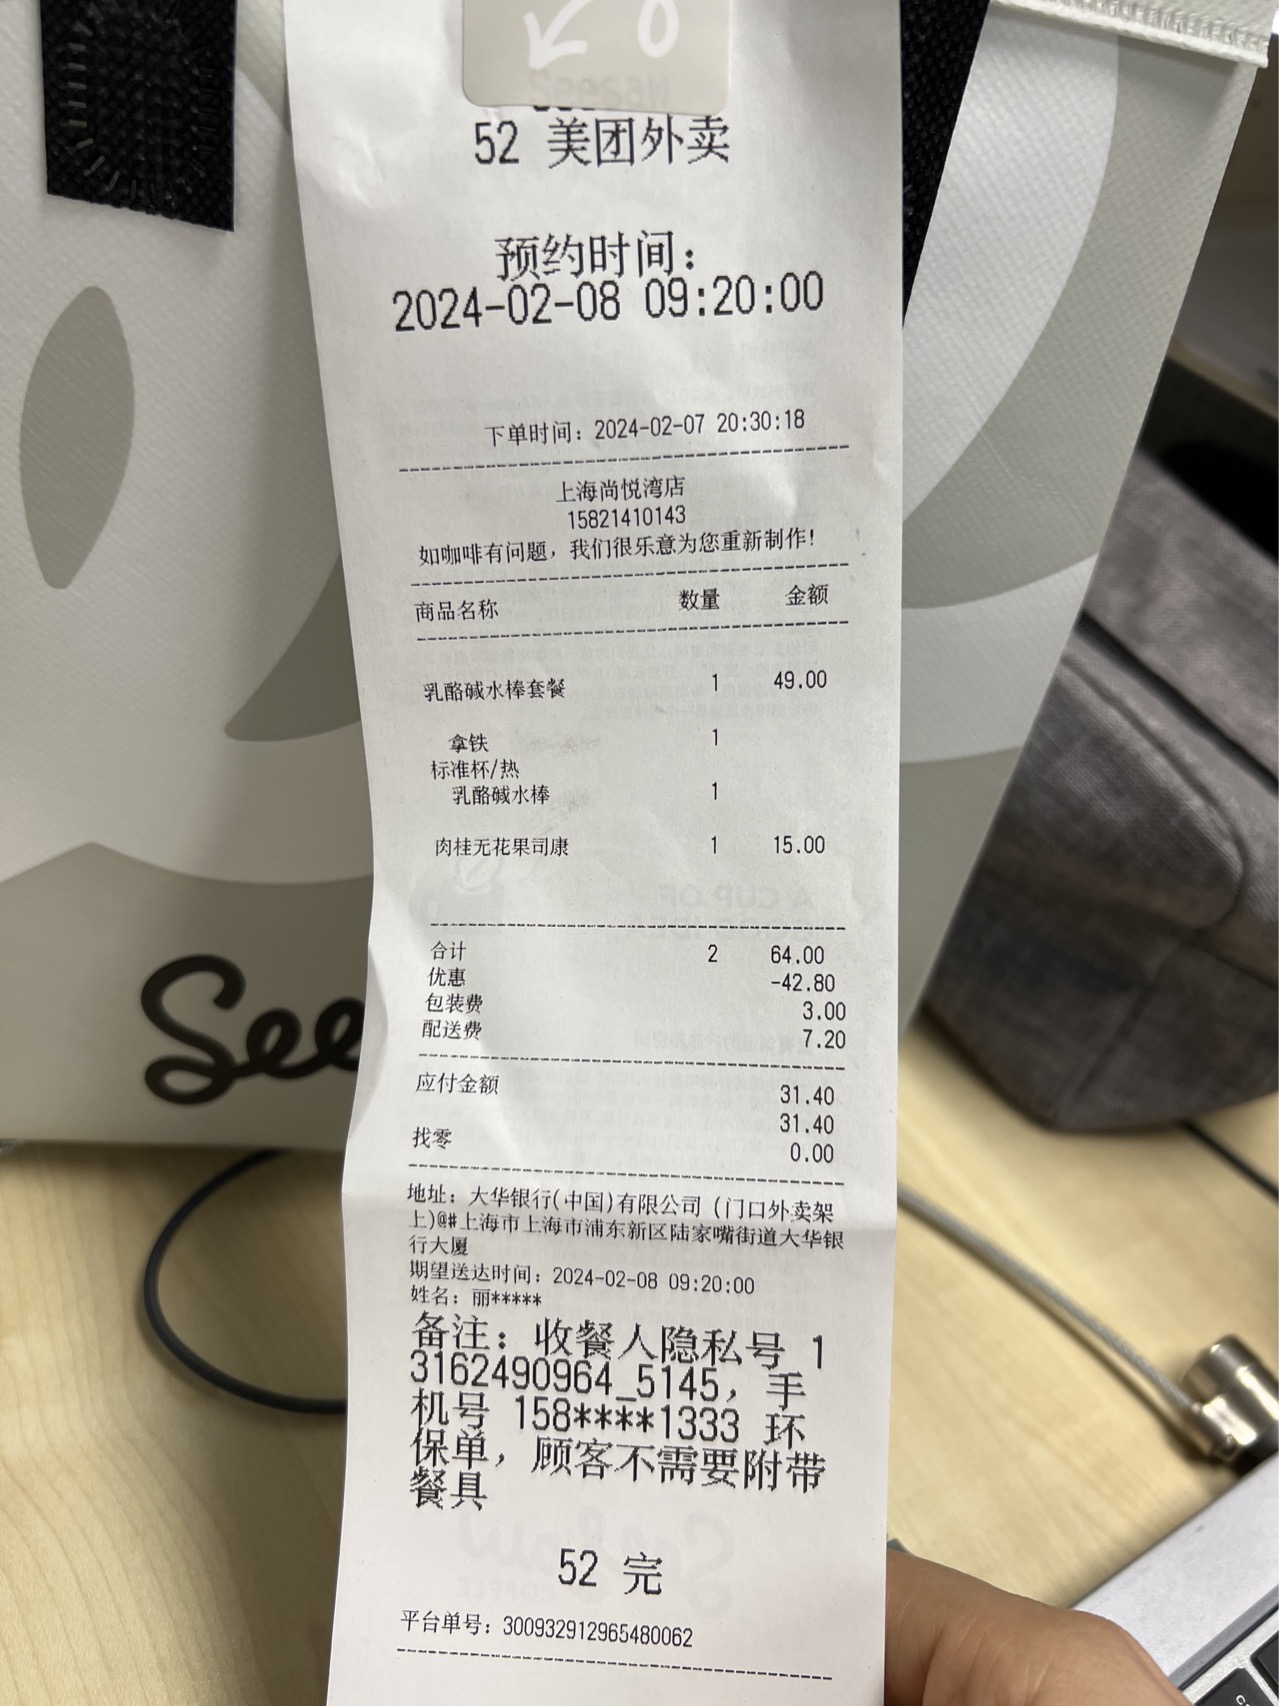 52 美团外卖
预约时间：
2024-02-08 09:20:00
下单时间：2024-02-07 20:30:18
上海尚悦湾店
15821410143
如咖啡有问题，我们很乐意为您重新制作！
商品名称 数量 金额
乳酪碱水棒套餐 1 49.00
拿铁 1
标准杯/热
乳酪碱水棒 1
肉桂无花果司康 1 15.00
合计 2 64.00
优惠 -42.80
包装费 3.00
配送费 7.20
应付金额 31.40
31.40
找零 0.00
地址：大华银行(中国)有限公司（门口外卖架
上)@#上海市上海市浦东新区陆家嘴街道大华银
行大厦
期望送达时间：2024-02-08 09:20:00
姓名：丽*****
备注：收餐人隐私号 1
3162490964_5145，手
机号 158****1333 环
保单，顾客不需要附带
餐具
52 完
平台单号：300932912965480062
See